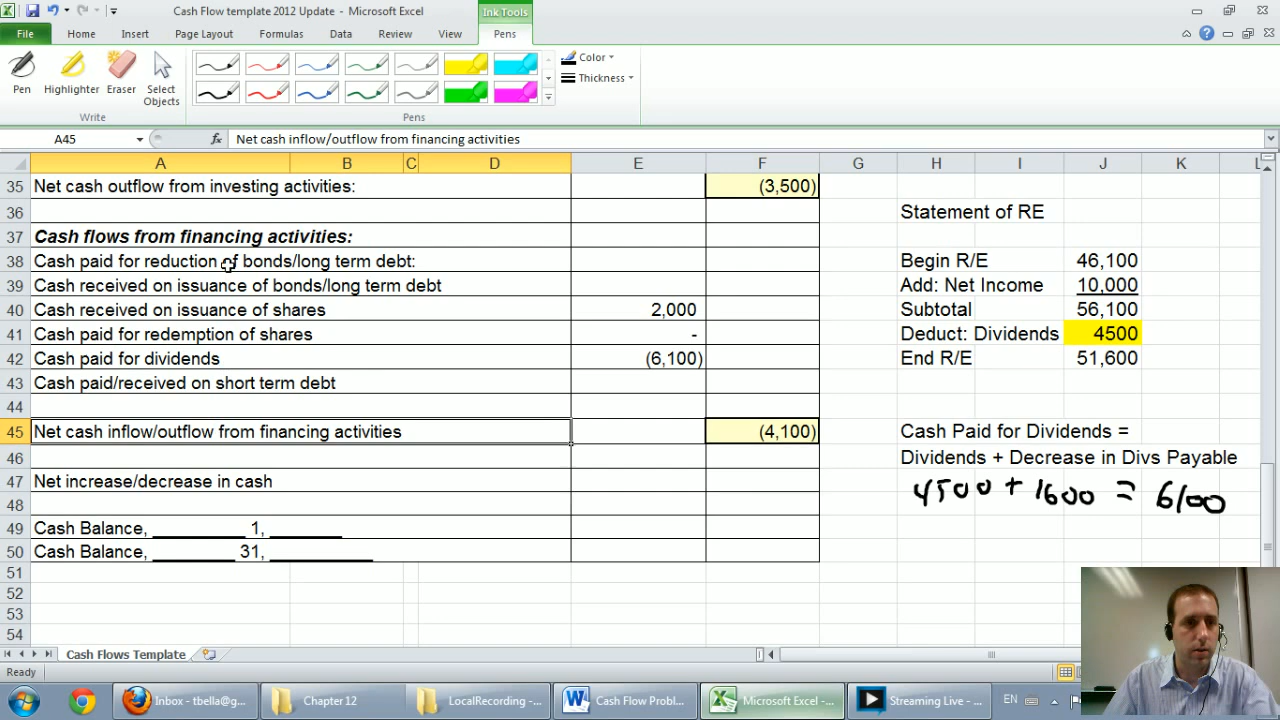 Cash Flow template 2012 Update - Microsoft Excel
Ink Tools
File Home Insert Page Layout Formulas Data Review View Pens
Pen Highlighter Eraser Select Objects
Color
Thickness
Write Pens
A45 fx Net cash inflow/outflow from financing activities
A B C D E F G H I J K L
35 Net cash outflow from investing activities: (3,500)
36 Statement of RE
37 Cash flows from financing activities:
38 Cash paid for reduction of bonds/long term debt: Begin R/E 46,100
39 Cash received on issuance of bonds/long term debt Add: Net Income 10,000
40 Cash received on issuance of shares 2,000 Subtotal 56,100
41 Cash paid for redemption of shares - Deduct: Dividends 4500
42 Cash paid for dividends (6,100) End R/E 51,600
43 Cash paid/received on short term debt
44
45 Net cash inflow/outflow from financing activities (4,100) Cash Paid for Dividends =
46 Dividends + Decrease in Divs Payable
47 Net increase/decrease in cash
4500 + 1600 = 6100
48
49 Cash Balance, _________ 1, _______
50 Cash Balance, ________ 31, __________
51
52
53
54
Cash Flows Template
Ready
Inbox - tbella@g...
Chapter 12
LocalRecording -...
Cash Flow Probl...
Microsoft Excel -...
Streaming Live -...
EN